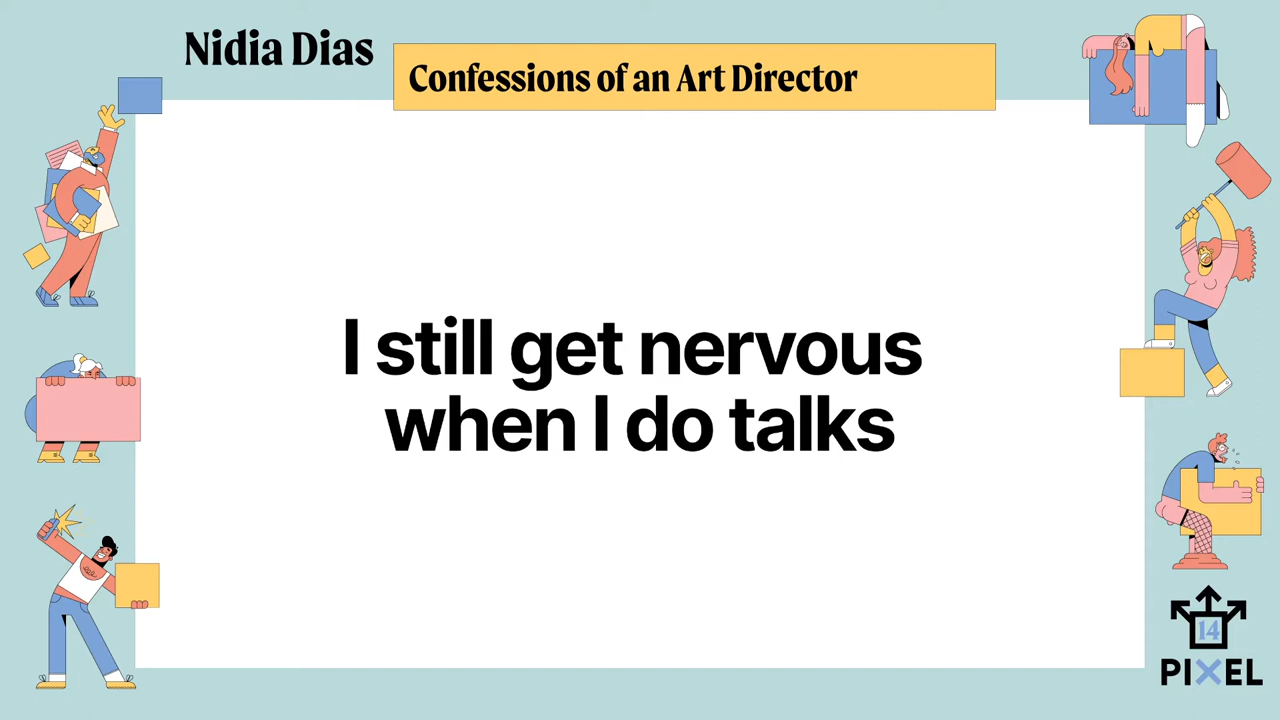 Nidia Dias
Confessions of an Art Director
I still get nervous
when I do talks
14
PIXEL